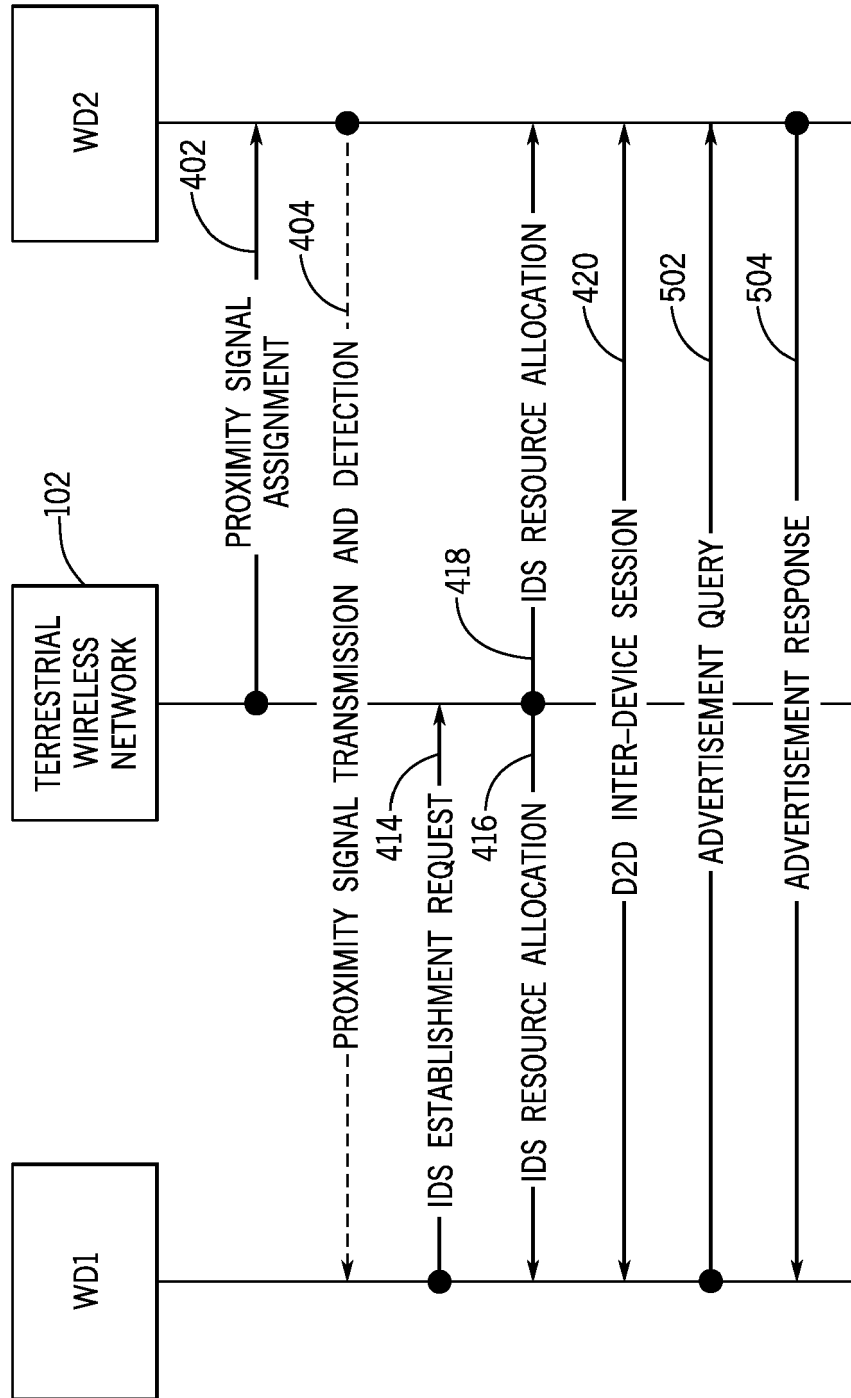 WD1
TERRESTRIAL
WIRELESS
NETWORK
102
WD2
PROXIMITY SIGNAL
ASSIGNMENT
402
PROXIMITY SIGNAL TRANSMISSION AND DETECTION
404
IDS ESTABLISHMENT REQUEST
414
IDS RESOURCE ALLOCATION
416
418
IDS RESOURCE ALLOCATION
D2D INTER-DEVICE SESSION
420
ADVERTISEMENT QUERY
502
ADVERTISEMENT RESPONSE
504